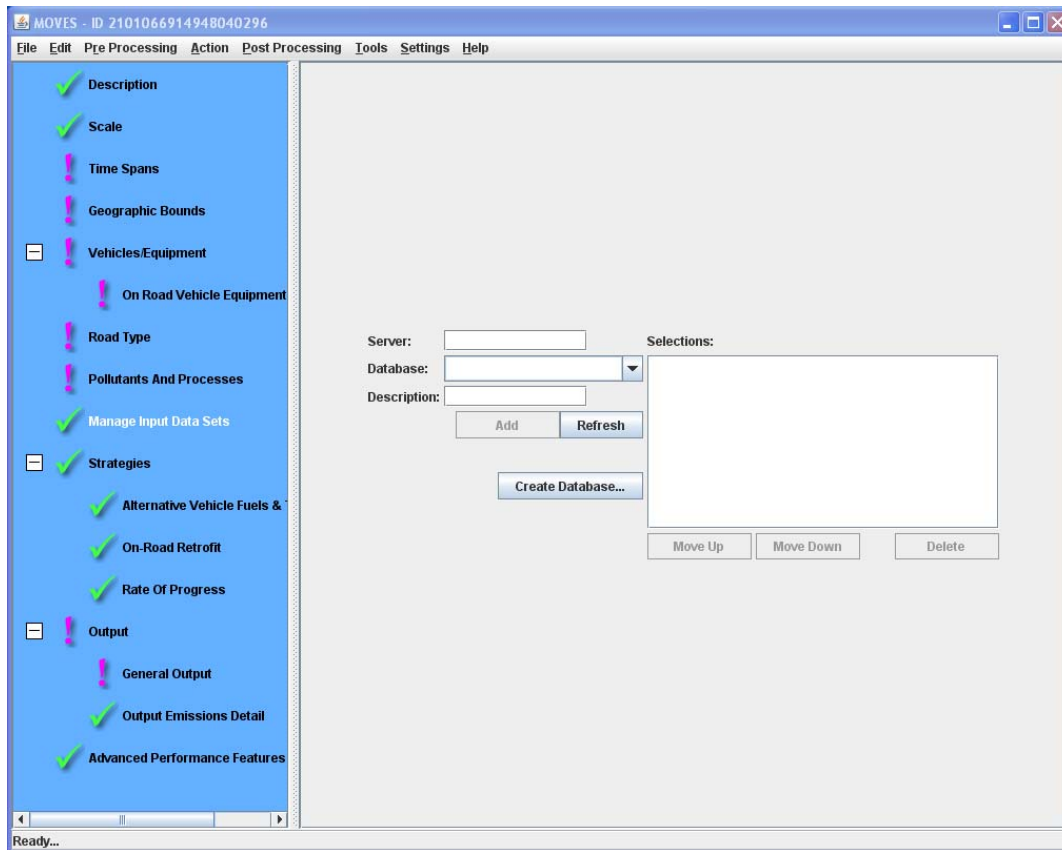 MOVES - ID 2101066914948040296
File Edit Pre Processing Action Post Processing Tools Settings Help
Description
Scale
Time Spans
Geographic Bounds
Vehicles/Equipment
On Road Vehicle Equipment
Road Type
Pollutants And Processes
Manage Input Data Sets
Strategies
Alternative Vehicle Fuels &
On-Road Retrofit
Rate Of Progress
Output
General Output
Output Emissions Detail
Advanced Performance Features
Server:
Database:
Description:
Add Refresh
Create Database...
Selections:
Move Up Move Down Delete
Ready...